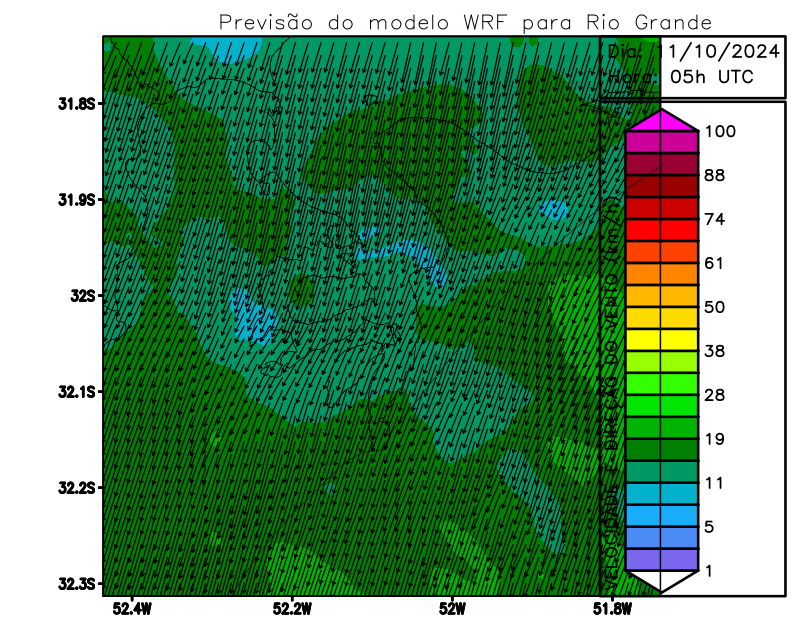 Previsão do modelo WRF para Rio Grande
Dia: 11/10/2024
Hora: 05h UTC
31.8S
31.9S
32S
32.1S
32.2S
32.3S
52.4W
52.2W
52W
51.8W
VELOCIDADE E DIREÇÃO DO VENTO (km/h)
100
88
74
61
50
38
28
19
11
5
1